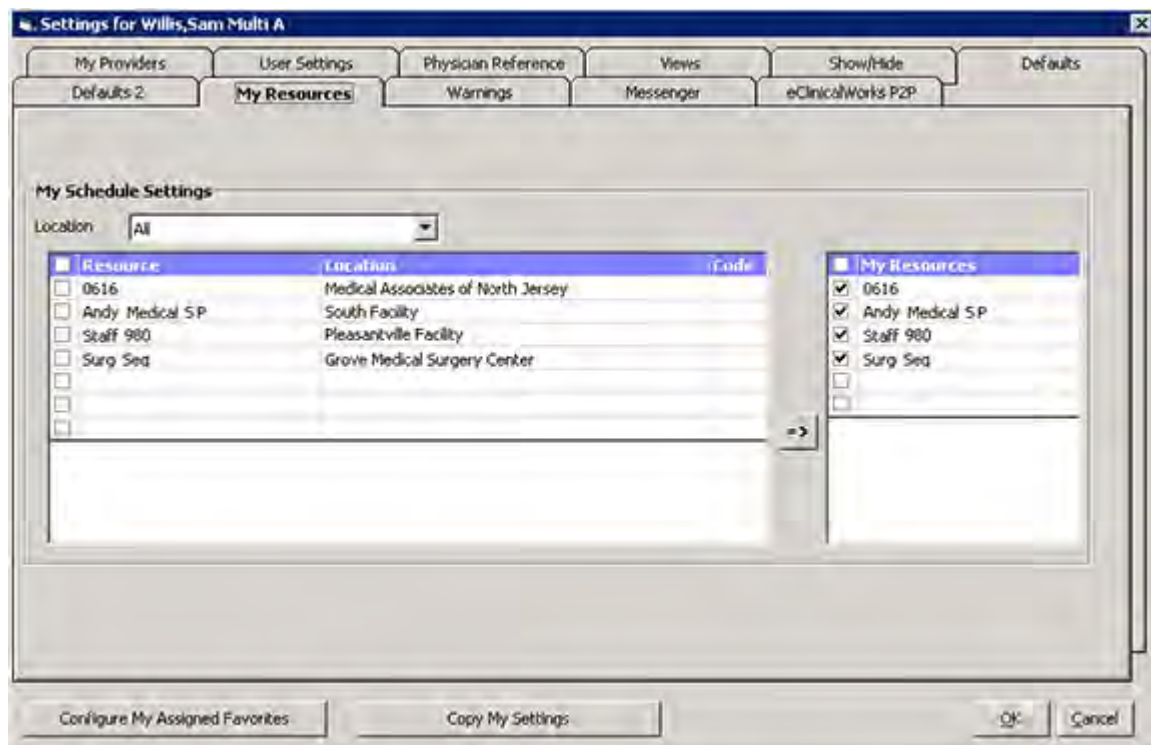 Settings for Willis,Sam Multi A
My Providers User Settings Physician Reference Views Show/Hide Defaults
Defaults 2 My Resources Warnings Messenger eClinicalWorks P2P
My Schedule Settings
Location All
Resource Location Code My Resources
0616 Medical Associates of North Jersey 0616
Andy Medical S P South Facility Andy Medical S P
Staff 980 Pleasantville Facility Staff 980
Surg Seq Grove Medical Surgery Center Surg Seq
=>
Configure My Assigned Favorites Copy My Settings OK Cancel